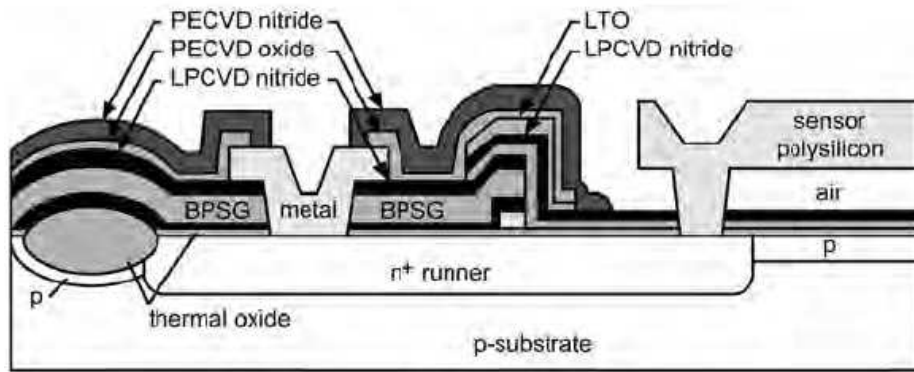 PECVD nitride
PECVD oxide
LPCVD nitride
LTO
LPCVD nitride
sensor
polysilicon
air
BPSG
metal
BPSG
p
n+ runner
p
thermal oxide
p-substrate